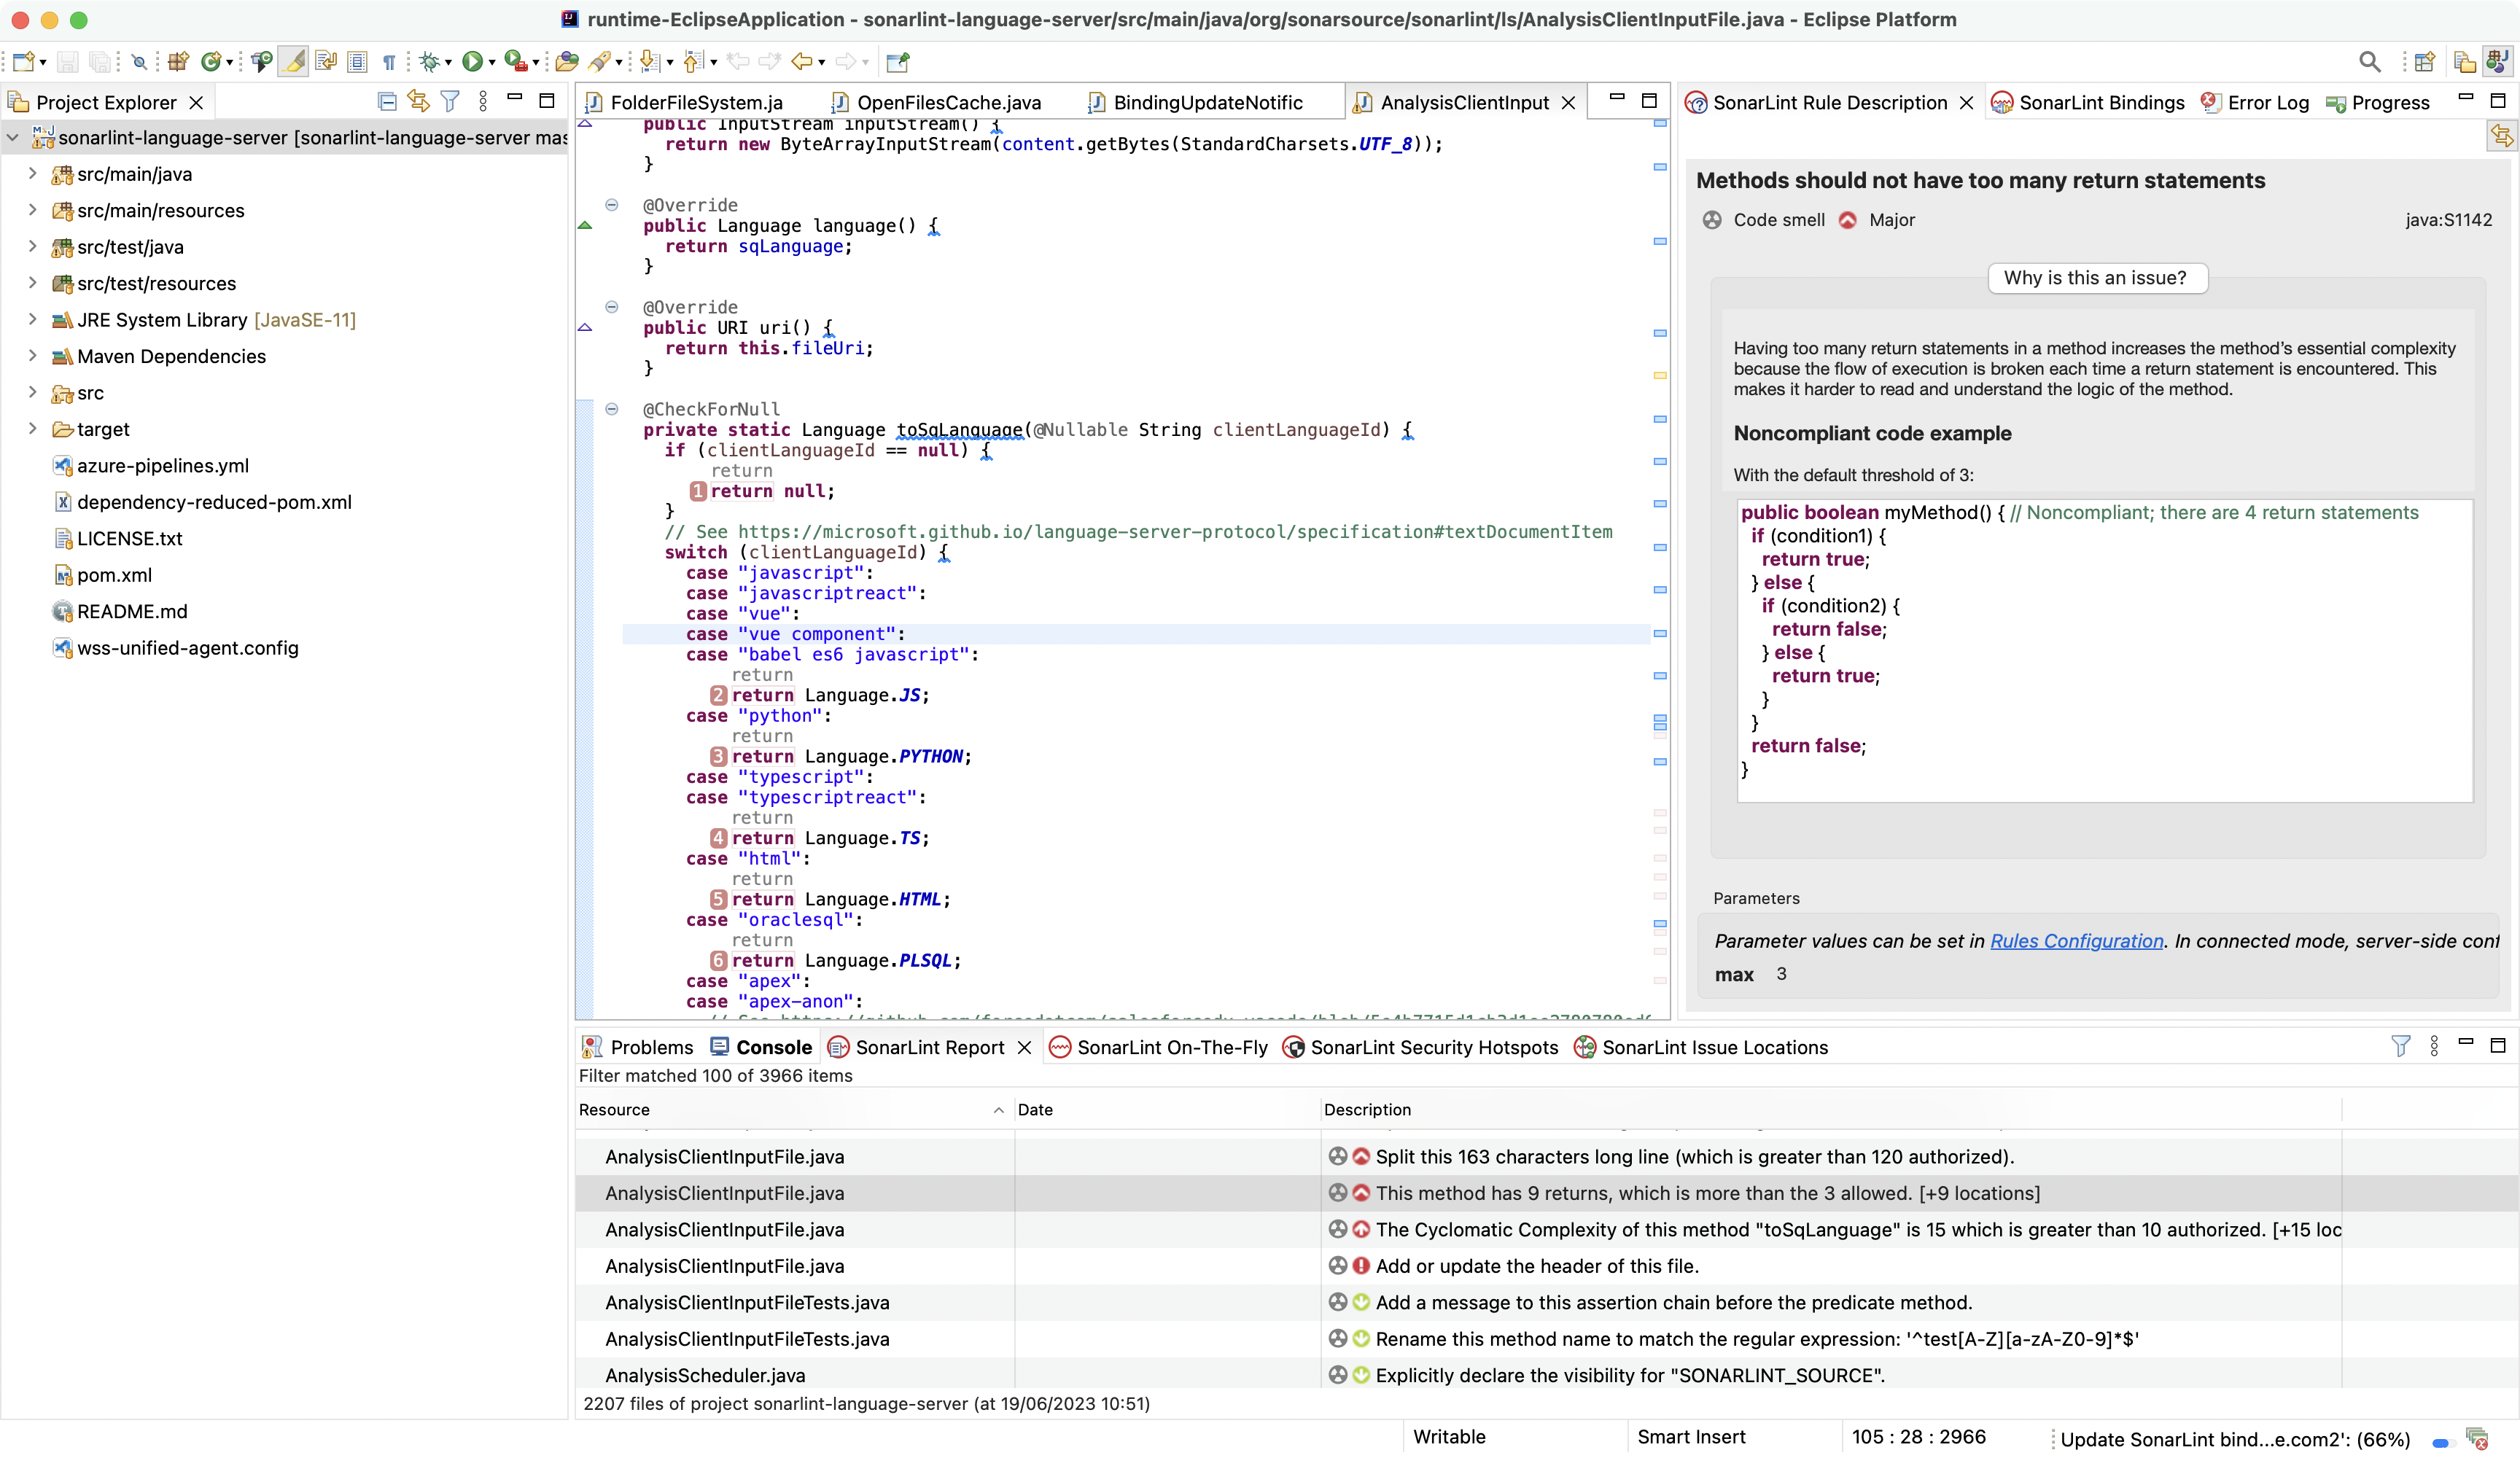 runtime-EclipseApplication - sonarlint-language-server/src/main/java/org/sonarsource/sonarlint/ls/AnalysisClientInputFile.java - Eclipse Platform
Project Explorer
sonarlint-language-server [sonarlint-language-server mas
src/main/java
src/main/resources
src/test/java
src/test/resources
JRE System Library [JavaSE-11]
Maven Dependencies
src
target
azure-pipelines.yml
dependency-reduced-pom.xml
LICENSE.txt
pom.xml
README.md
wss-unified-agent.config
FolderFileSystem.ja OpenFilesCache.java BindingUpdateNotific AnalysisClientInput
public InputStream inputStream() {
return new ByteArrayInputStream(content.getBytes(StandardCharsets.UTF_8));
}
@Override
public Language language() {
return sqLanguage;
}
@Override
public URI uri() {
return this.fileUri;
}
@CheckForNull
private static Language toSqLanguage(@Nullable String clientLanguageId) {
if (clientLanguageId == null) {
return
1 return null;
}
// See https://microsoft.github.io/language-server-protocol/specification#textDocumentItem
switch (clientLanguageId) {
case "javascript":
case "javascriptreact":
case "vue":
case "vue component":
case "babel es6 javascript":
return
2 return Language.JS;
case "python":
return
3 return Language.PYTHON;
case "typescript":
case "typescriptreact":
return
4 return Language.TS;
case "html":
return
5 return Language.HTML;
case "oraclesql":
return
6 return Language.PLSQL;
case "apex":
case "apex-anon":
SonarLint Rule Description SonarLint Bindings Error Log Progress
Methods should not have too many return statements
Code smell Major java:S1142
Why is this an issue?
Having too many return statements in a method increases the method's essential complexity
because the flow of execution is broken each time a return statement is encountered. This
makes it harder to read and understand the logic of the method.
Noncompliant code example
With the default threshold of 3:
public boolean myMethod() { // Noncompliant; there are 4 return statements
if (condition1) {
return true;
} else {
if (condition2) {
return false;
} else {
return true;
}
}
return false;
}
Parameters
Parameter values can be set in Rules Configuration. In connected mode, server-side conf
max 3
Problems Console SonarLint Report SonarLint On-The-Fly SonarLint Security Hotspots SonarLint Issue Locations
Filter matched 100 of 3966 items
Resource Date Description
AnalysisClientInputFile.java Split this 163 characters long line (which is greater than 120 authorized).
AnalysisClientInputFile.java This method has 9 returns, which is more than the 3 allowed. [+9 locations]
AnalysisClientInputFile.java The Cyclomatic Complexity of this method "toSqLanguage" is 15 which is greater than 10 authorized. [+15 loc
AnalysisClientInputFile.java Add or update the header of this file.
AnalysisClientInputFileTests.java Add a message to this assertion chain before the predicate method.
AnalysisClientInputFileTests.java Rename this method name to match the regular expression: '^test[A-Z][a-zA-Z0-9]*$'
AnalysisScheduler.java Explicitly declare the visibility for "SONARLINT_SOURCE".
2207 files of project sonarlint-language-server (at 19/06/2023 10:51)
Writable Smart Insert 105 : 28 : 2966 Update SonarLint bind...e.com2': (66%)